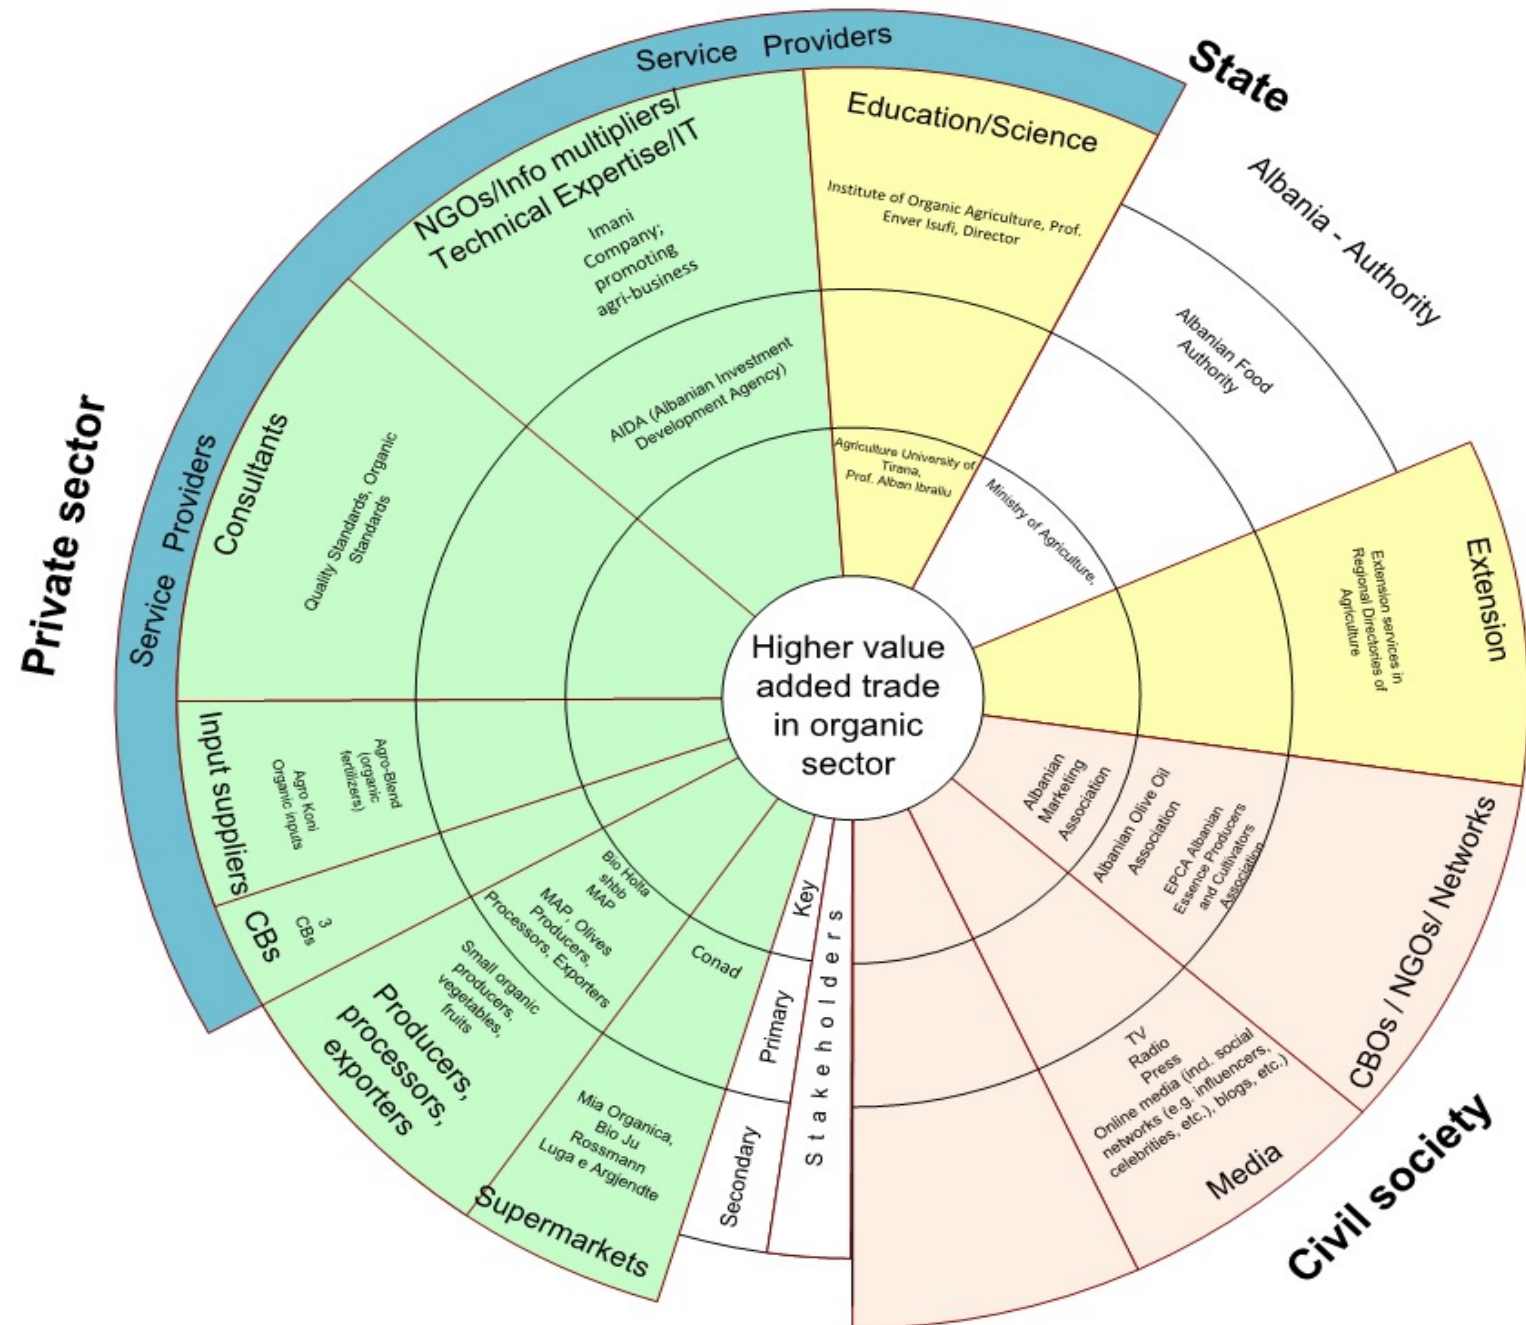 Service Providers
State
Albania - Authority
Private sector
Service Providers
Civil society
NGOs/Info multipliers/
Technical Expertise/IT
Imani
Company;
promoting
agri-business
AIDA (Albanian Investment
Development Agency)
Education/Science
Institute of Organic Agriculture, Prof.
Enver Isufi, Director
Agriculture University of
Tirana,
Prof. Alban Ibraliu
Albanian Food
Authority
Ministry of Agriculture,
Extension
Extension services in
Regional Directories of
Agriculture
Consultants
Quality Standards, Organic
Standards
Higher value
added trade
in organic
sector
Input suppliers
Agro-Blend
(organic
fertilizers)
Agro Koni
Organic inputs
CBs
3
CBs
Producers,
processors,
exporters
Bio Holta
shbb
MAP
MAP, Olives
Producers,
Processors, Exporters
Small organic
producers,
vegetables,
fruits
Supermarkets
Conad
Mia Organica,
Bio Ju
Rossmann
Luga e Argjendte
Key
Primary
Secondary
Stakeholders
Albanian
Marketing
Association
Albanian Olive Oil
Association
EPCA Albanian
Essence Producers
and Cultivators
Association
CBOs / NGOs/ Networks
TV
Radio
Press
Online media (incl. social
networks (e.g. influencers,
celebrities, etc.), blogs, etc.)
Media